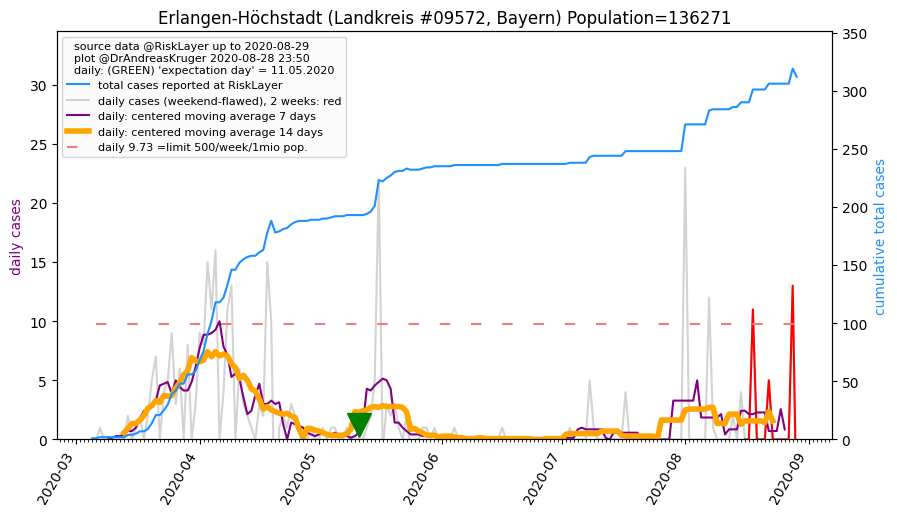 Erlangen-Höchstadt (Landkreis #09572, Bayern) Population=136271
source data @RiskLayer up to 2020-08-29
plot @DrAndreasKruger 2020-08-28 23:50
daily: (GREEN) 'expectation day' = 11.05.2020
total cases reported at RiskLayer
daily cases (weekend-flawed), 2 weeks: red
daily: centered moving average 7 days
daily: centered moving average 14 days
daily 9.73 =limit 500/week/1mio pop.
daily cases
30
25
20
15
10
5
0
cumulative total cases
350
300
250
200
150
100
50
0
2020-03
2020-04
2020-05
2020-06
2020-07
2020-08
2020-09